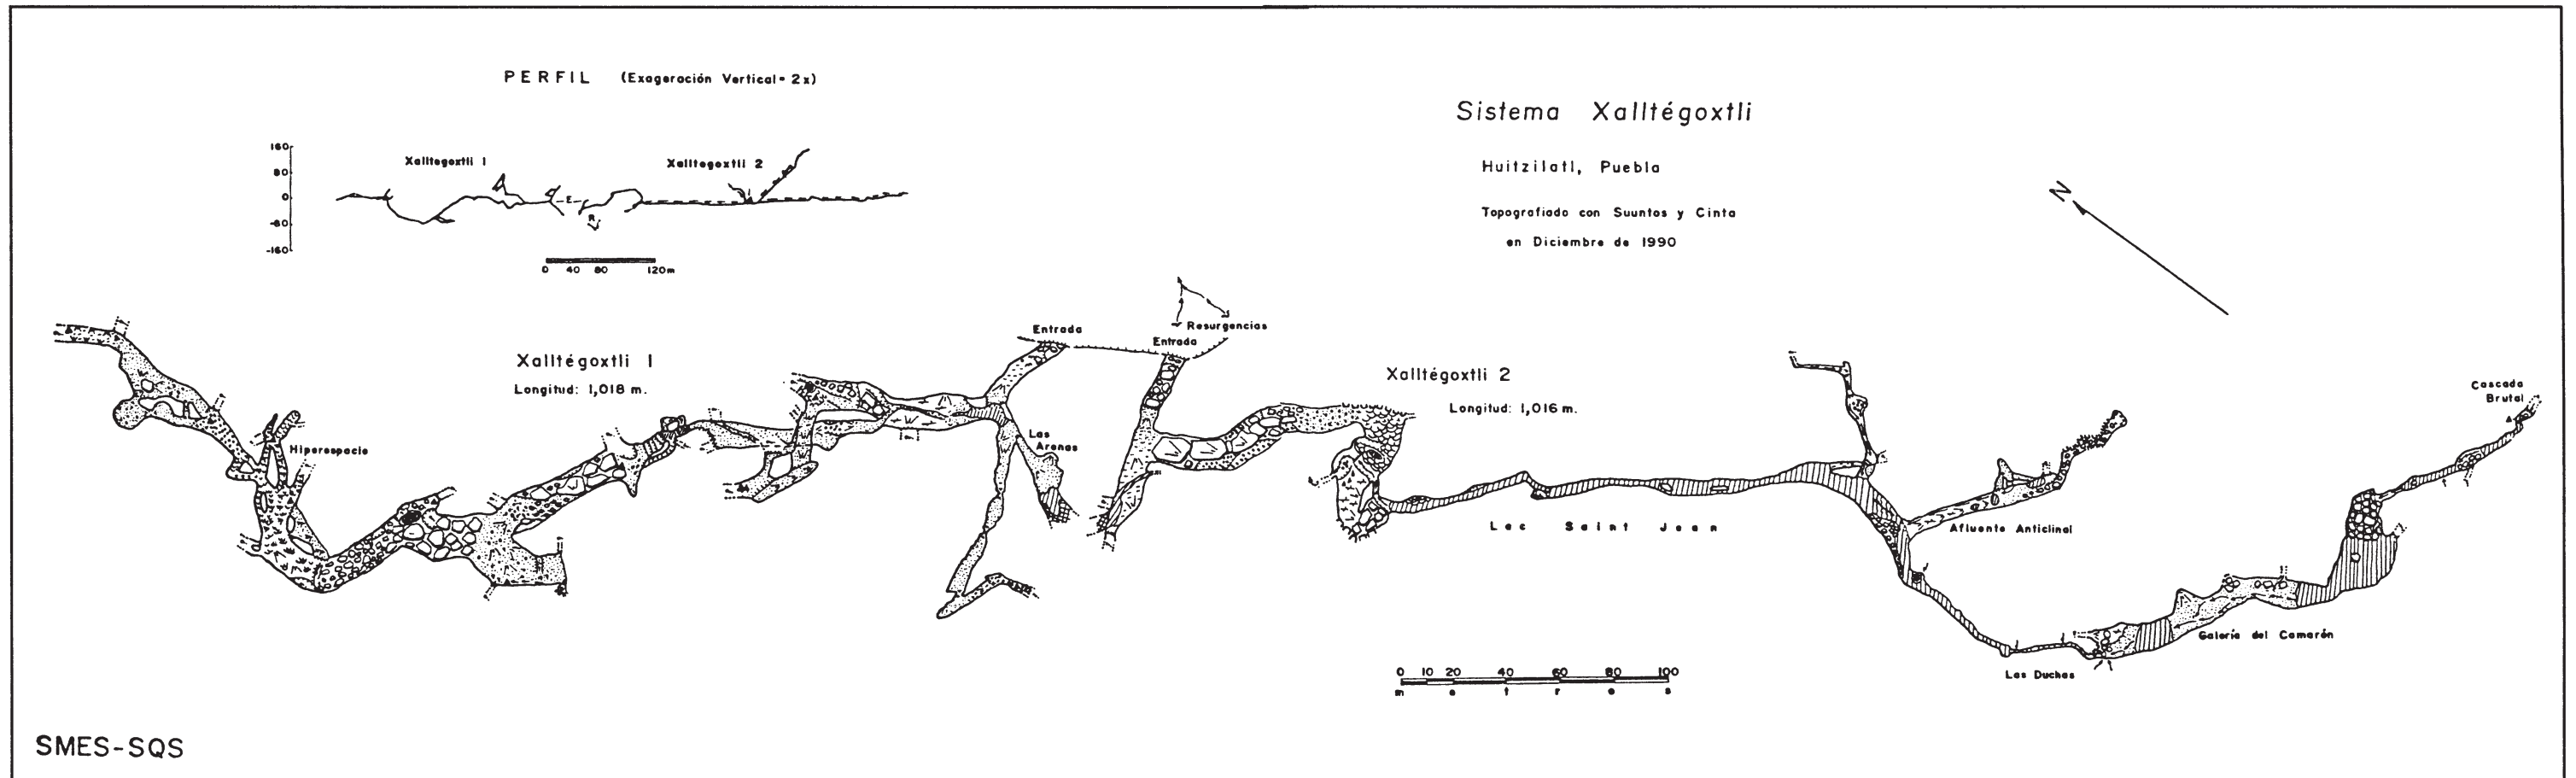 PERFIL (Exageración Vertical = 2x)
Sistema Xalltégoxtli
Huitzilatl, Puebla
Topografiado con Suuntos y Cinta
en Diciembre de 1990
N
160
80
0
-80
-160
Xalltegoxtli 1
Xalltegoxtli 2
E
R
0 40 80 120m
Xalltégoxtli 1
Longitud: 1,018 m.
Hiperespacio
Entrada
Resurgencias
Entrada
Las
Arenas
Xalltégoxtli 2
Longitud: 1,016 m.
Lac Saint Jean
Afluente Anticlinal
Cascada
Brutal
Galería del Camarón
Las Duchas
0 10 20 40 60 80 100
metros
SMES-SQS